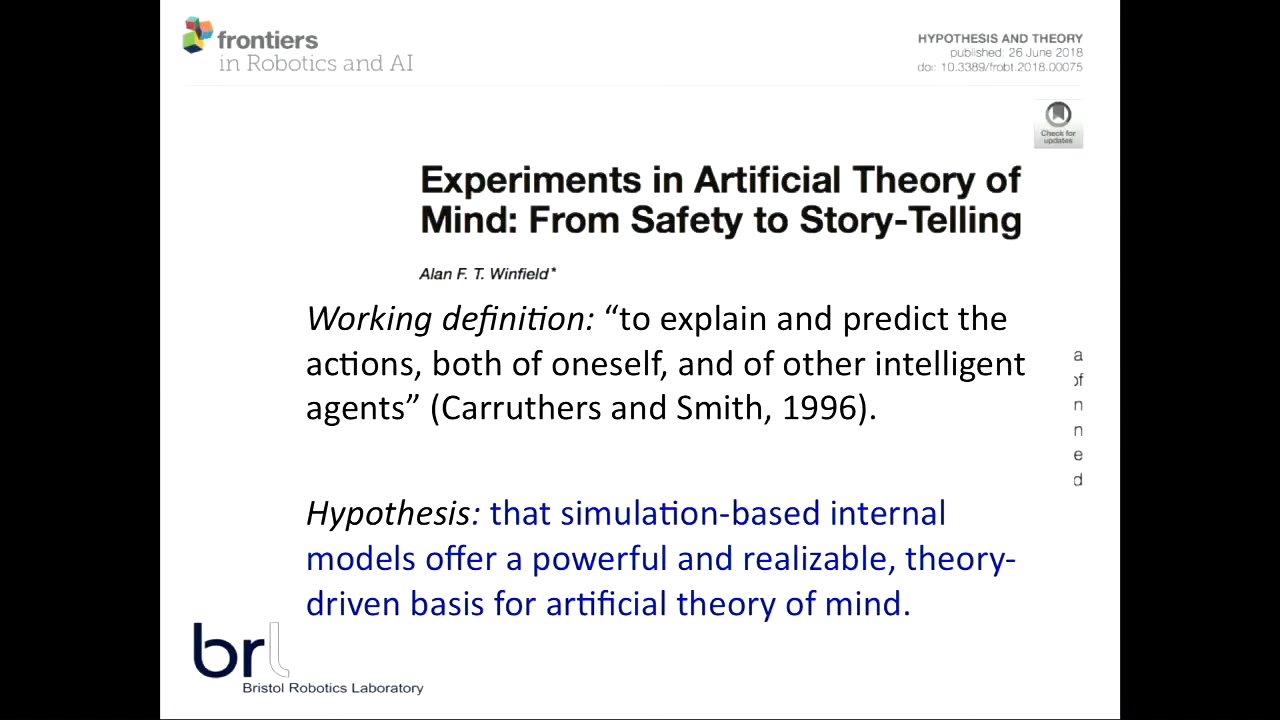 frontiers
in Robotics and AI
HYPOTHESIS AND THEORY
published: 26 June 2018
doi: 10.3389/frobt.2018.00075
Check for
updates
Experiments in Artificial Theory of
Mind: From Safety to Story-Telling
Alan F. T. Winfield*
Working definition: “to explain and predict the
actions, both of oneself, and of other intelligent
agents” (Carruthers and Smith, 1996).
a
of
n
n
e
d
Hypothesis: that simulation-based internal
models offer a powerful and realizable, theory-
driven basis for artificial theory of mind.
brl
Bristol Robotics Laboratory